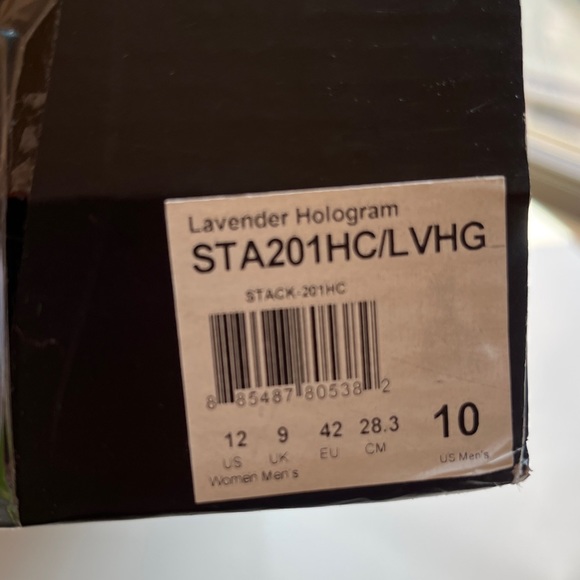 Lavender Hologram
STA201HC/LVHG
STACK-201HC
8 85487 80538 2
12 9 42 28.3 10
US UK EU CM US Men's
Women Men's